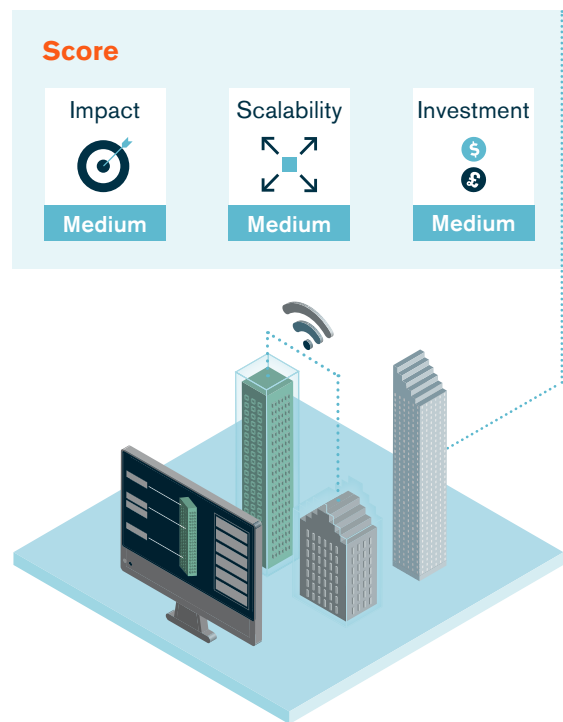 Score
Impact
Scalability
Investment
$
£
Medium
Medium
Medium